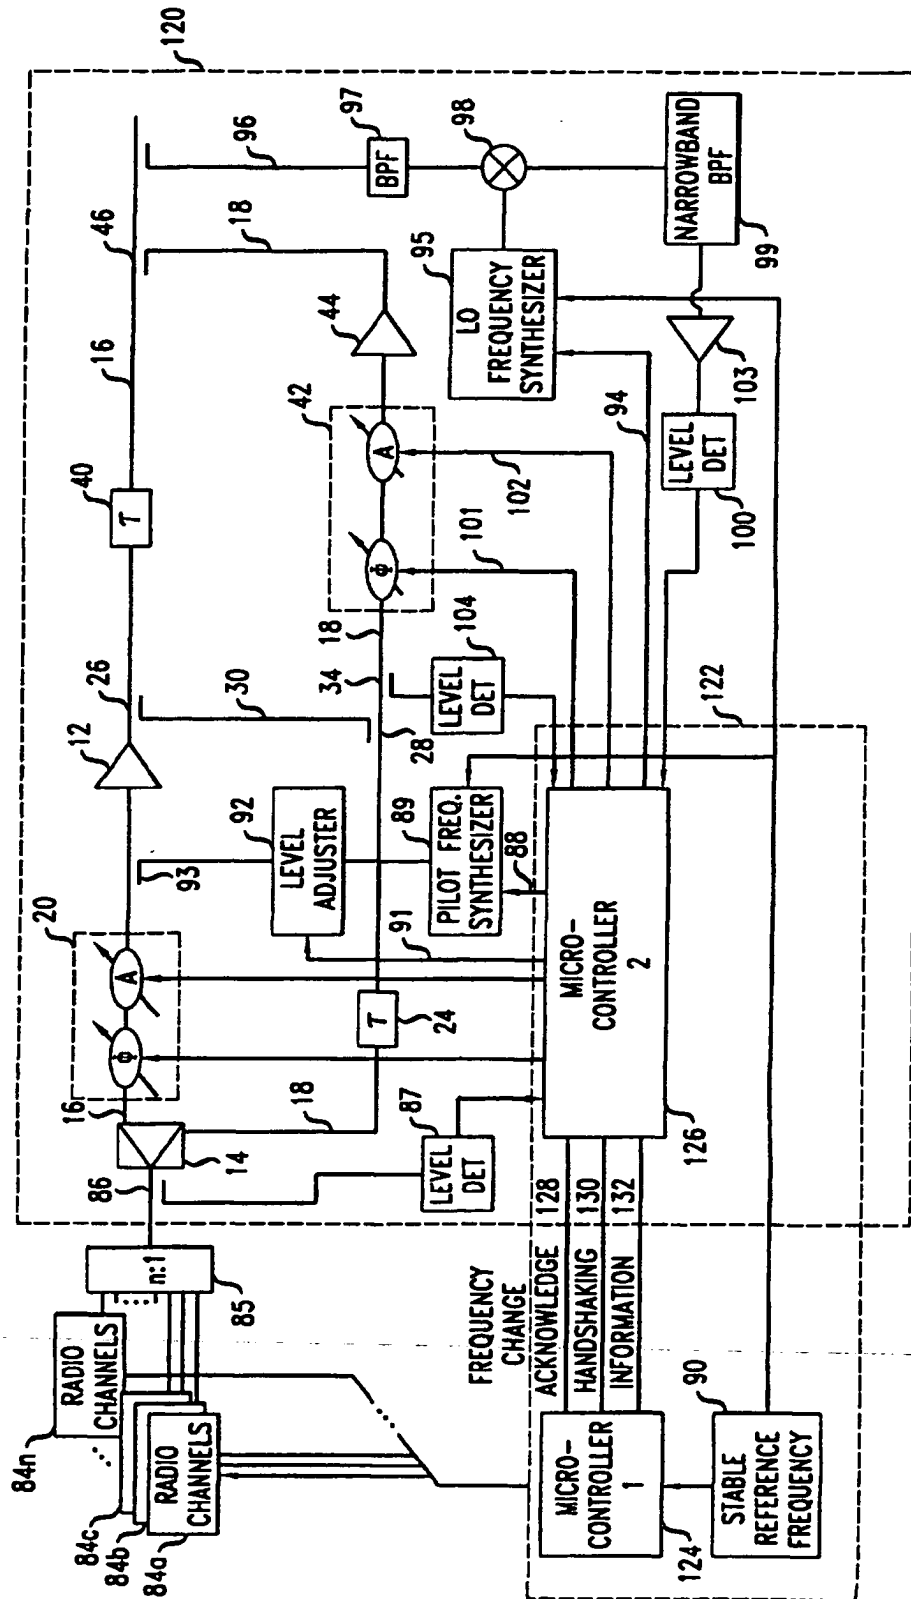 120
20
12
26
40
16
46
96
97
BPF
98
NARROWBAND
BPF
99
18
95
LO
FREQUENCY
SYNTHESIZER
44
42
A
Φ
τ
103
LEVEL
DET
100
94
102
101
30
18
34
28
104
LEVEL
DET
122
93
92
LEVEL
ADJUSTER
89
PILOT FREQ.
SYNTHESIZER
88
91
A
Φ
16
τ
24
18
14
86
87
LEVEL
DET
MICRO-
CONTROLLER
2
126
128
130
132
FREQUENCY
CHANGE
ACKNOWLEDGE
HANDSHAKING
INFORMATION
n:1
85
RADIO
CHANNELS
84n
84c
84b
84a
RADIO
CHANNELS
90
MICRO-
CONTROLLER
1
124
STABLE
REFERENCE
FREQUENCY